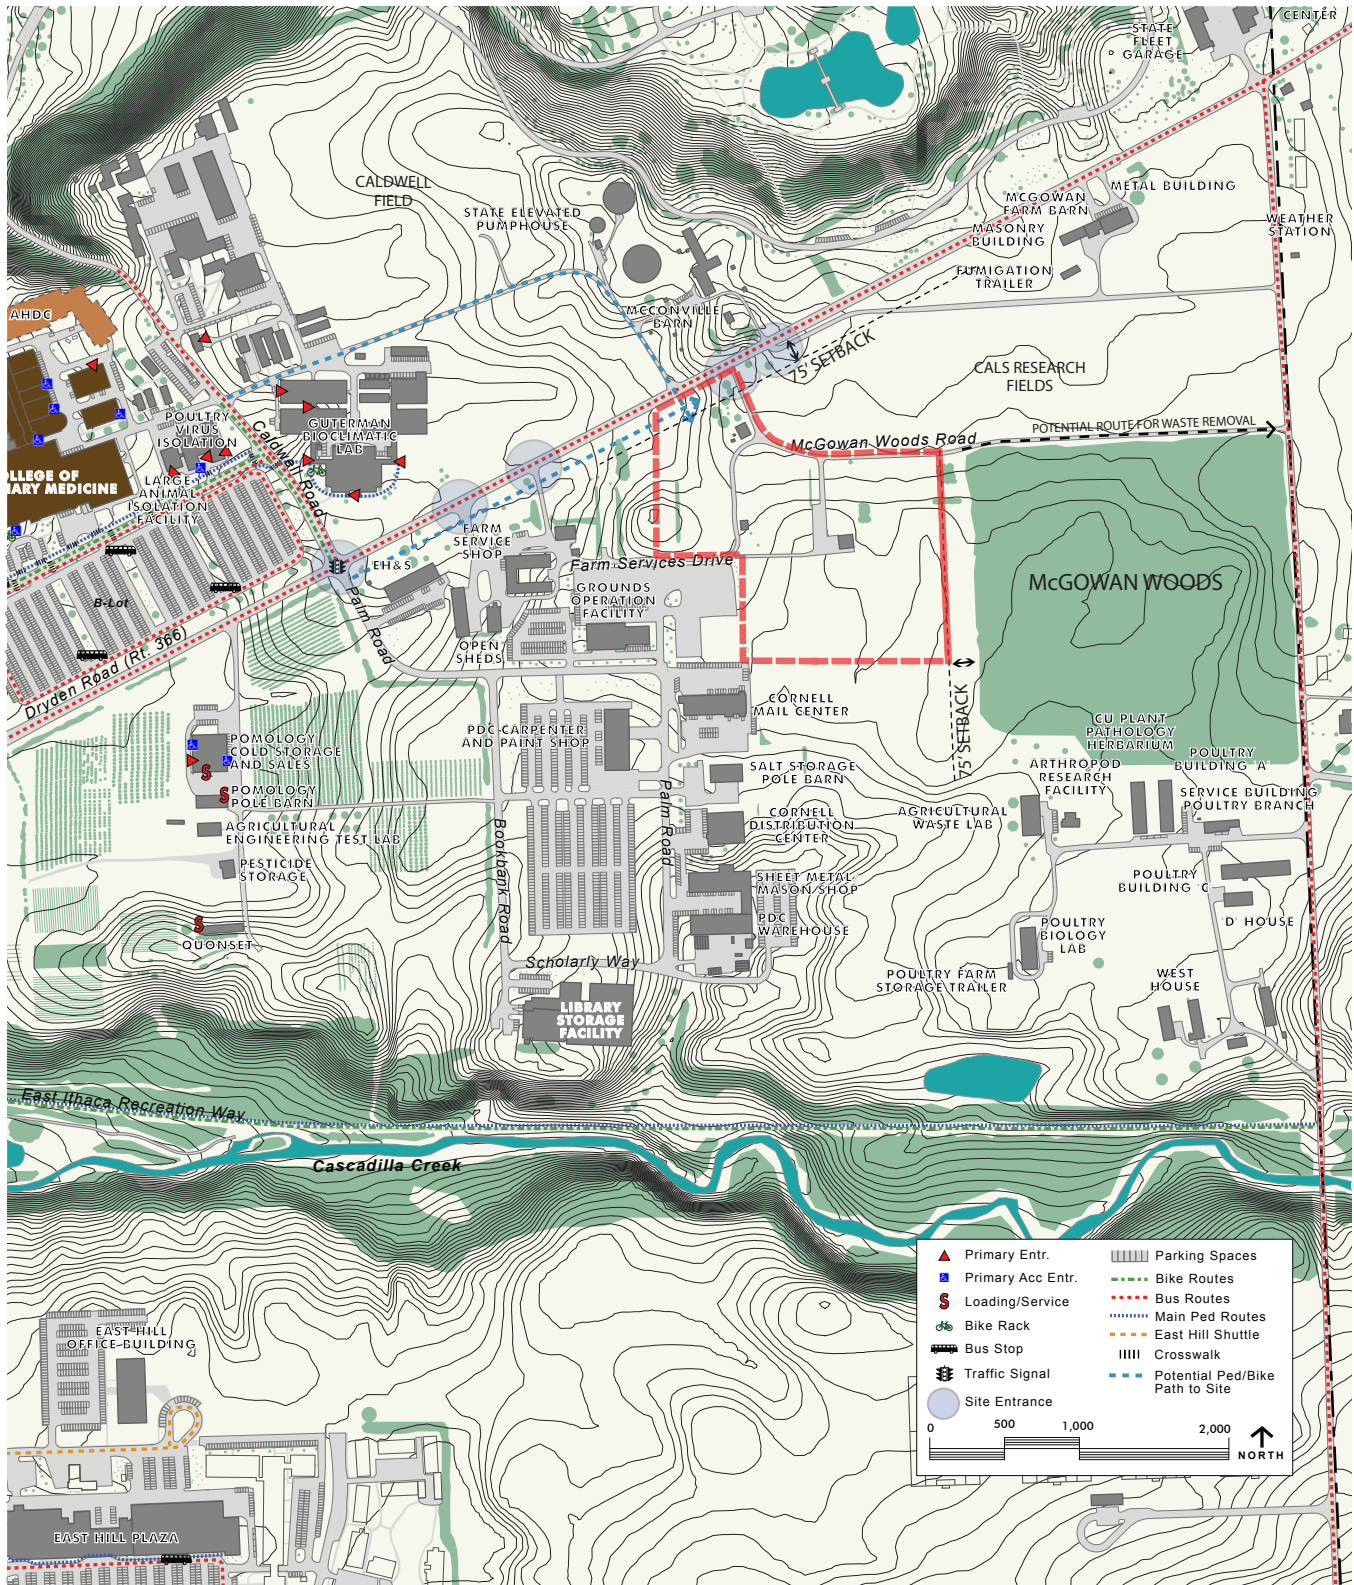 CENTER
STATE
FLEET
GARAGE
CALDWELL
FIELD
STATE ELEVATED
PUMPHOUSE
METAL BUILDING
MCGOWAN
FARM BARN
MASONRY
BUILDING
WEATHER
STATION
FUMIGATION
TRAILER
AHDC
MCCONVILLE
BARN
75' SETBACK
CALS RESEARCH
FIELDS
POULTRY
VIRUS
ISOLATION
Caldwell Road
GUTERMAN
BIOCLIMATIC
LAB
McGowan Woods Road
POTENTIAL ROUTE FOR WASTE REMOVAL
LLEGE OF
ARY MEDICINE
LARGE
ANIMAL
ISOLATION
FACILITY
FARM
SERVICE
SHOP
EH&S
Farm Services Drive
GROUNDS
OPERATION
FACILITY
McGOWAN WOODS
B-Lot
Palm Road
OPEN
SHEDS
Dryden Road (Rt. 366)
75' SETBACK
CORNELL
MAIL CENTER
CU PLANT
PATHOLOGY
HERBARIUM
POMOLOGY
COLD STORAGE
AND SALES
PDC CARPENTER
AND PAINT SHOP
SALT STORAGE
POLE BARN
ARTHROPOD
RESEARCH
FACILITY
POULTRY
BUILDING 'A'
POMOLOGY
POLE BARN
SERVICE BUILDING
POULTRY BRANCH
AGRICULTURAL
ENGINEERING TEST LAB
Bookbank Road
Palm Road
CORNELL
DISTRIBUTION
CENTER
AGRICULTURAL
WASTE LAB
PESTICIDE
STORAGE
SHEET METAL/
MASON SHOP
POULTRY
BUILDING 'C'
PDC
WAREHOUSE
POULTRY
BIOLOGY
LAB
'D' HOUSE
QUONSET
Scholarly Way
POULTRY FARM
STORAGE TRAILER
WEST
HOUSE
LIBRARY
STORAGE
FACILITY
East Ithaca Recreation Way
Cascadilla Creek
EAST HILL
OFFICE BUILDING
EAST HILL PLAZA
Primary Entr.
Primary Acc Entr.
Loading/Service
Bike Rack
Bus Stop
Traffic Signal
Site Entrance
Parking Spaces
Bike Routes
Bus Routes
Main Ped Routes
East Hill Shuttle
Crosswalk
Potential Ped/Bike
Path to Site
0 500 1,000 2,000
NORTH